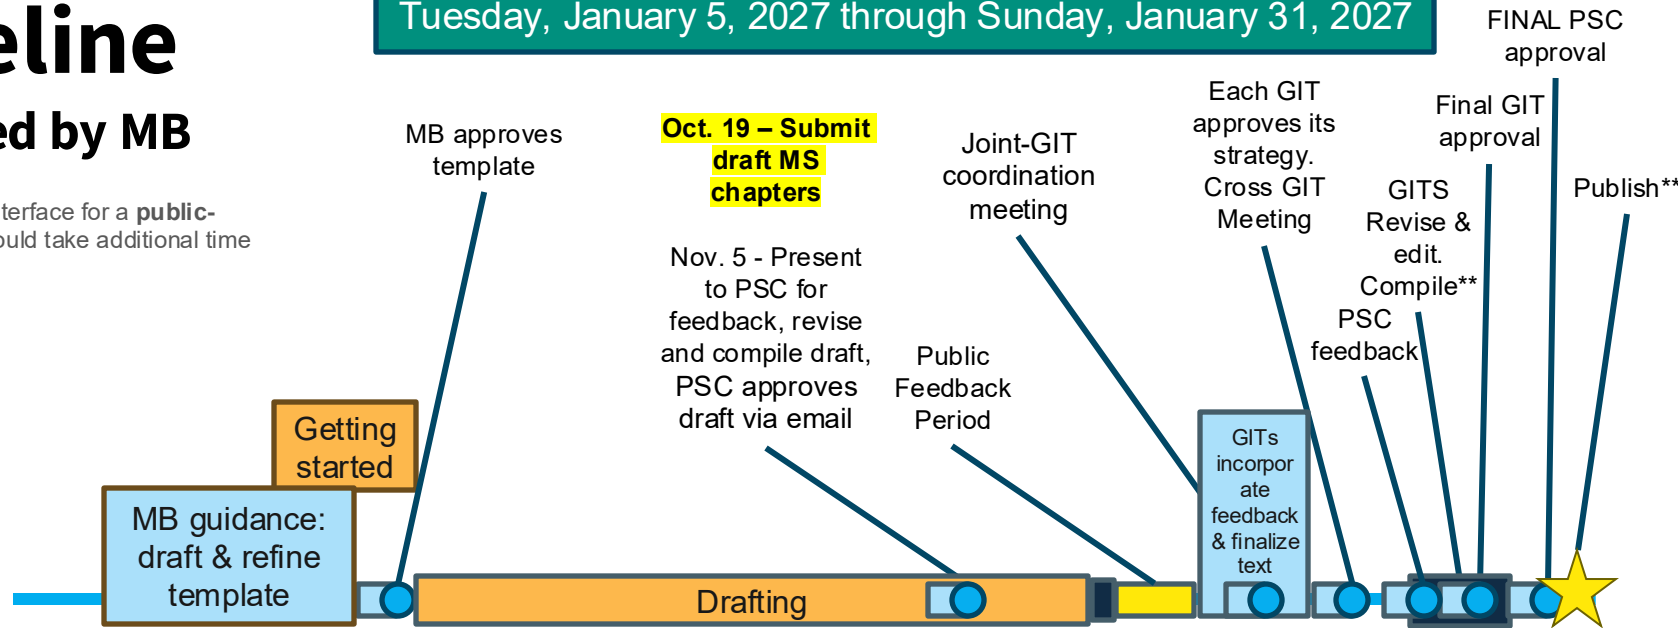 eline
ed by MB
terface for a public-
ould take additional time
Tuesday, January 5, 2027 through Sunday, January 31, 2027
MB approves
template
Oct. 19 – Submit
draft MS
chapters
Nov. 5 - Present
to PSC for
feedback, revise
and compile draft,
PSC approves
draft via email
Public
Feedback
Period
Joint-GIT
coordination
meeting
Each GIT
approves its
strategy.
Cross GIT
Meeting
PSC
feedback
GITS
Revise &
edit.
Compile**
Final GIT
approval
FINAL PSC
approval
Publish**
Getting
started
MB guidance:
draft & refine
template
Drafting
GITs
incorpor
ate
feedback
& finalize
text